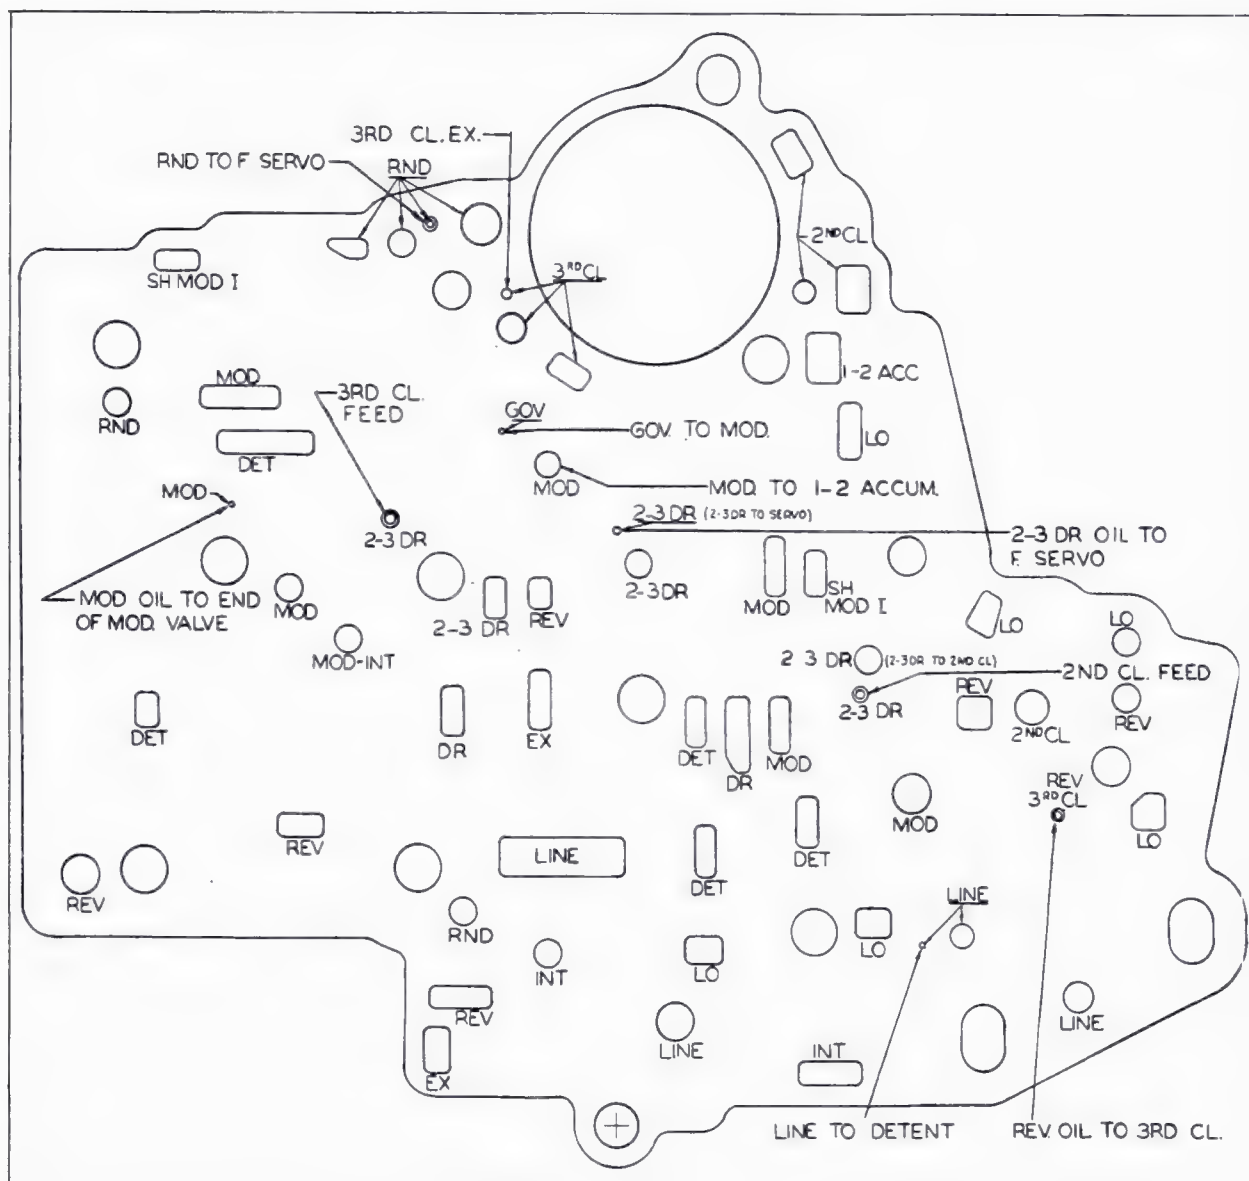 3RD CL. EX.
RND TO F SERVO
RND
2ND CL
SH MOD I
3RD CL
1-2 ACC
MOD
3RD CL.
FEED
RND
GOV
GOV. TO MOD.
LO
DET
MOD
MOD
MOD. TO 1-2 ACCUM.
2-3 DR (2-3 DR TO SERVO)
2-3 DR
2-3 DR OIL TO
F. SERVO
MOD OIL TO END
OF MOD. VALVE
MOD
2-3 DR
REV
2-3 DR
MOD
SH
MOD I
LO
LO
MOD-INT
2 3 DR (2-3DR TO 2ND CL)
2ND CL. FEED
2-3 DR
REV
2ND CL
REV
DET
DR
EX
DET
DR
MOD
REV
3RD CL
MOD
LO
REV
LINE
DET
DET
REV
LINE
RND
INT
LO
LO
REV
LINE
LINE
EX
INT
LINE TO DETENT
REV. OIL TO 3RD CL.